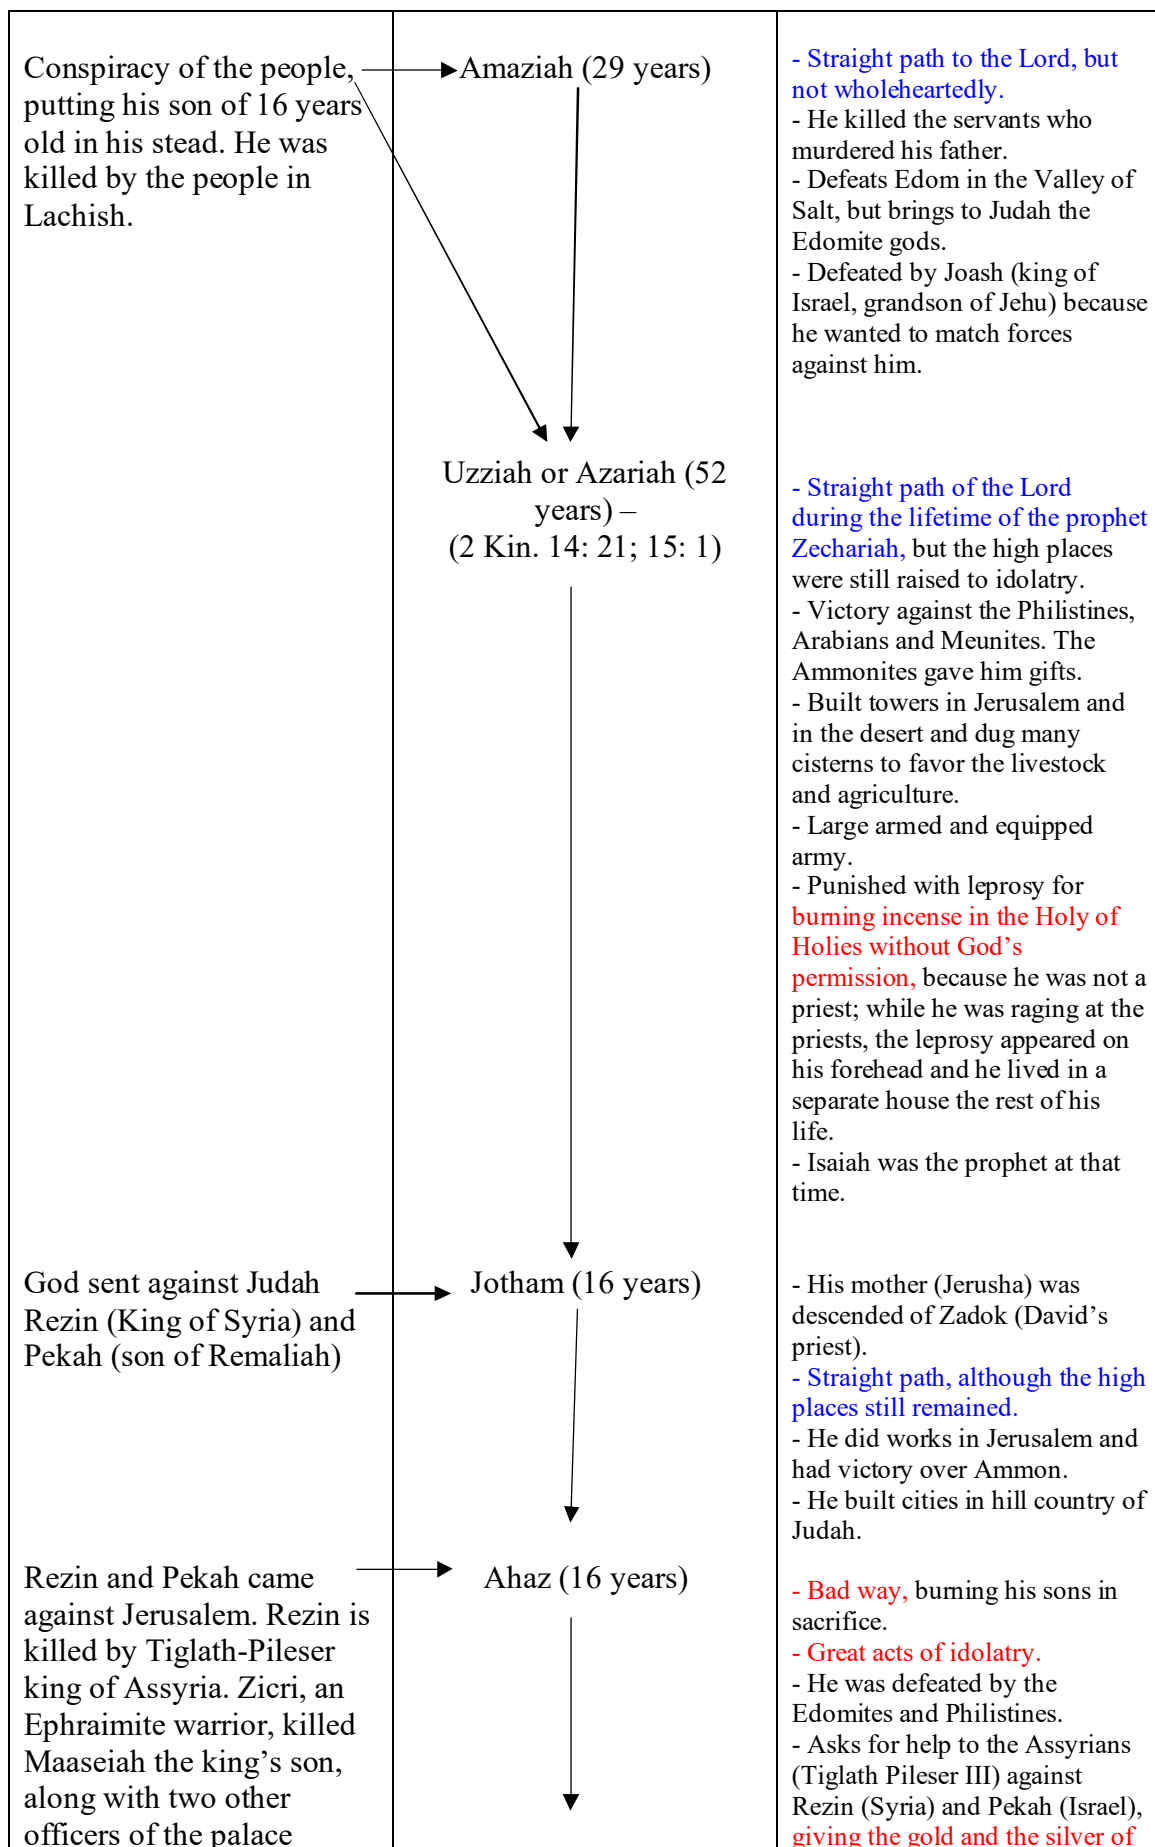 Conspiracy of the people,
putting his son of 16 years
old in his stead. He was
killed by the people in
Lachish.
Amaziah (29 years)
- Straight path to the Lord, but
not wholeheartedly.
- He killed the servants who
murdered his father.
- Defeats Edom in the Valley of
Salt, but brings to Judah the
Edomite gods.
- Defeated by Joash (king of
Israel, grandson of Jehu) because
he wanted to match forces
against him.
Uzziah or Azariah (52
years) –
(2 Kin. 14: 21; 15: 1)
- Straight path of the Lord
during the lifetime of the prophet
Zechariah, but the high places
were still raised to idolatry.
- Victory against the Philistines,
Arabians and Meunites. The
Ammonites gave him gifts.
- Built towers in Jerusalem and
in the desert and dug many
cisterns to favor the livestock
and agriculture.
- Large armed and equipped
army.
- Punished with leprosy for
burning incense in the Holy of
Holies without God’s
permission, because he was not a
priest; while he was raging at the
priests, the leprosy appeared on
his forehead and he lived in a
separate house the rest of his
life.
- Isaiah was the prophet at that
time.
God sent against Judah
Rezin (King of Syria) and
Pekah (son of Remaliah)
Jotham (16 years)
- His mother (Jerusha) was
descended of Zadok (David’s
priest).
- Straight path, although the high
places still remained.
- He did works in Jerusalem and
had victory over Ammon.
- He built cities in hill country of
Judah.
Rezin and Pekah came
against Jerusalem. Rezin is
killed by Tiglath-Pileser
king of Assyria. Zicri, an
Ephraimite warrior, killed
Maaseiah the king’s son,
along with two other
officers of the palace
Ahaz (16 years)
- Bad way, burning his sons in
sacrifice.
- Great acts of idolatry.
- He was defeated by the
Edomites and Philistines.
- Asks for help to the Assyrians
(Tiglath Pileser III) against
Rezin (Syria) and Pekah (Israel),
giving the gold and the silver of